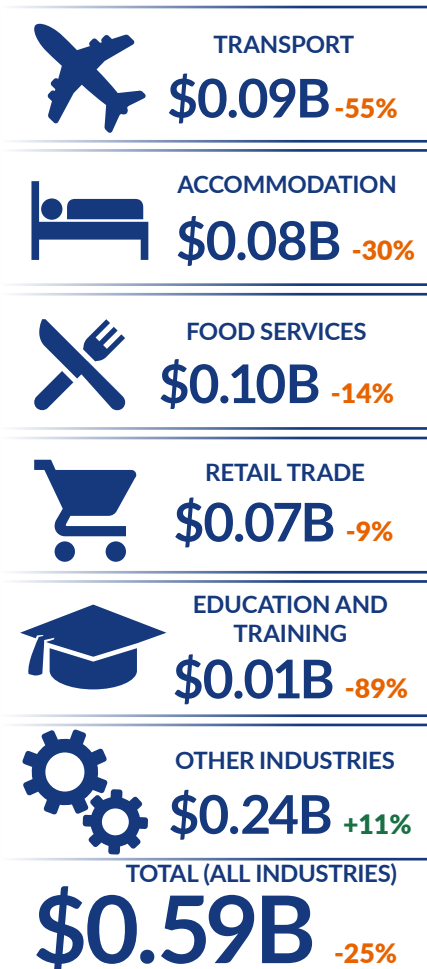 TRANSPORT
$0.09B -55%
ACCOMMODATION
$0.08B -30%
FOOD SERVICES
$0.10B -14%
RETAIL TRADE
$0.07B -9%
EDUCATION AND
TRAINING
$0.01B -89%
OTHER INDUSTRIES
$0.24B +11%
TOTAL (ALL INDUSTRIES)
$0.59B -25%